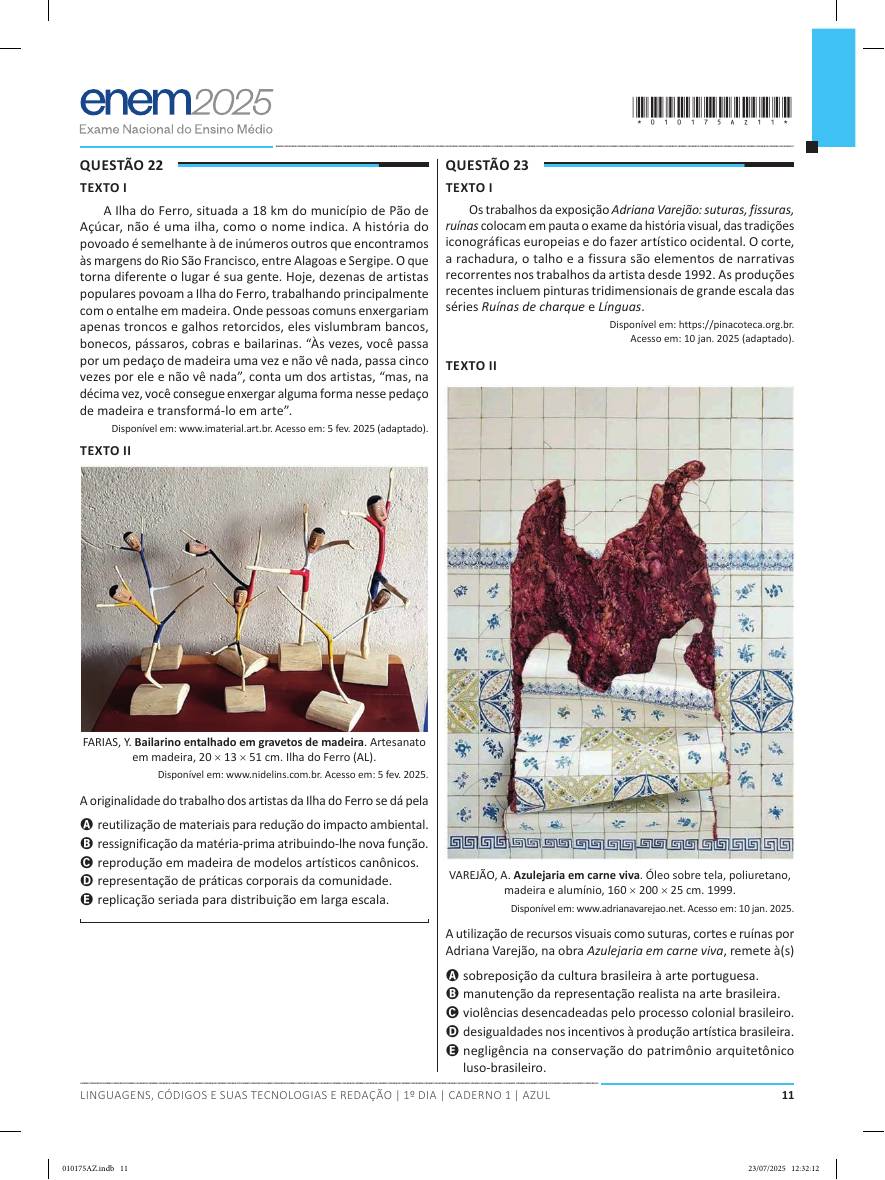 enem2025
Exame Nacional do Ensino Médio
*010175AZ11*
QUESTÃO 22
TEXTO I
A Ilha do Ferro, situada a 18 km do município de Pão de
Açúcar, não é uma ilha, como o nome indica. A história do
povoado é semelhante à de inúmeros outros que encontramos
às margens do Rio São Francisco, entre Alagoas e Sergipe. O que
torna diferente o lugar é sua gente. Hoje, dezenas de artistas
populares povoam a Ilha do Ferro, trabalhando principalmente
com o entalhe em madeira. Onde pessoas comuns enxergariam
apenas troncos e galhos retorcidos, eles vislumbram bancos,
bonecos, pássaros, cobras e bailarinas. “Às vezes, você passa
por um pedaço de madeira uma vez e não vê nada, passa cinco
vezes por ele e não vê nada”, conta um dos artistas, “mas, na
décima vez, você consegue enxergar alguma forma nesse pedaço
de madeira e transformá-lo em arte”.
Disponível em: www.imaterial.art.br. Acesso em: 5 fev. 2025 (adaptado).
TEXTO II
FARIAS, Y. Bailarino entalhado em gravetos de madeira. Artesanato
em madeira, 20 × 13 × 51 cm. Ilha do Ferro (AL).
Disponível em: www.nidelins.com.br. Acesso em: 5 fev. 2025.
A originalidade do trabalho dos artistas da Ilha do Ferro se dá pela
A reutilização de materiais para redução do impacto ambiental.
B ressignificação da matéria-prima atribuindo-lhe nova função.
C reprodução em madeira de modelos artísticos canônicos.
D representação de práticas corporais da comunidade.
E replicação seriada para distribuição em larga escala.
QUESTÃO 23
TEXTO I
Os trabalhos da exposição Adriana Varejão: suturas, fissuras,
ruínas colocam em pauta o exame da história visual, das tradições
iconográficas europeias e do fazer artístico ocidental. O corte,
a rachadura, o talho e a fissura são elementos de narrativas
recorrentes nos trabalhos da artista desde 1992. As produções
recentes incluem pinturas tridimensionais de grande escala das
séries Ruínas de charque e Línguas.
Disponível em: https://pinacoteca.org.br.
Acesso em: 10 jan. 2025 (adaptado).
TEXTO II
VAREJÃO, A. Azulejaria em carne viva. Óleo sobre tela, poliuretano,
madeira e alumínio, 160 × 200 × 25 cm. 1999.
Disponível em: www.adrianavarejao.net. Acesso em: 10 jan. 2025.
A utilização de recursos visuais como suturas, cortes e ruínas por
Adriana Varejão, na obra Azulejaria em carne viva, remete à(s)
A sobreposição da cultura brasileira à arte portuguesa.
B manutenção da representação realista na arte brasileira.
C violências desencadeadas pelo processo colonial brasileiro.
D desigualdades nos incentivos à produção artística brasileira.
E negligência na conservação do patrimônio arquitetônico
luso-brasileiro.
LINGUAGENS, CÓDIGOS E SUAS TECNOLOGIAS E REDAÇÃO | 1º DIA | CADERNO 1 | AZUL
11
010175AZ.indb 11
23/07/2025 12:32:12